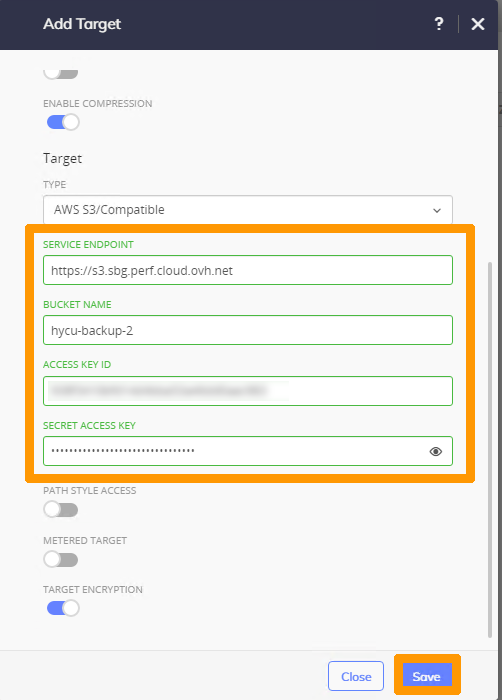 Add Target
?
ENABLE COMPRESSION
Target
TYPE
AWS S3/Compatible
SERVICE ENDPOINT
https://s3.sbg.perf.cloud.ovh.net
BUCKET NAME
hycu-backup-2
ACCESS KEY ID
SECRET ACCESS KEY
PATH STYLE ACCESS
METERED TARGET
TARGET ENCRYPTION
Close
Save